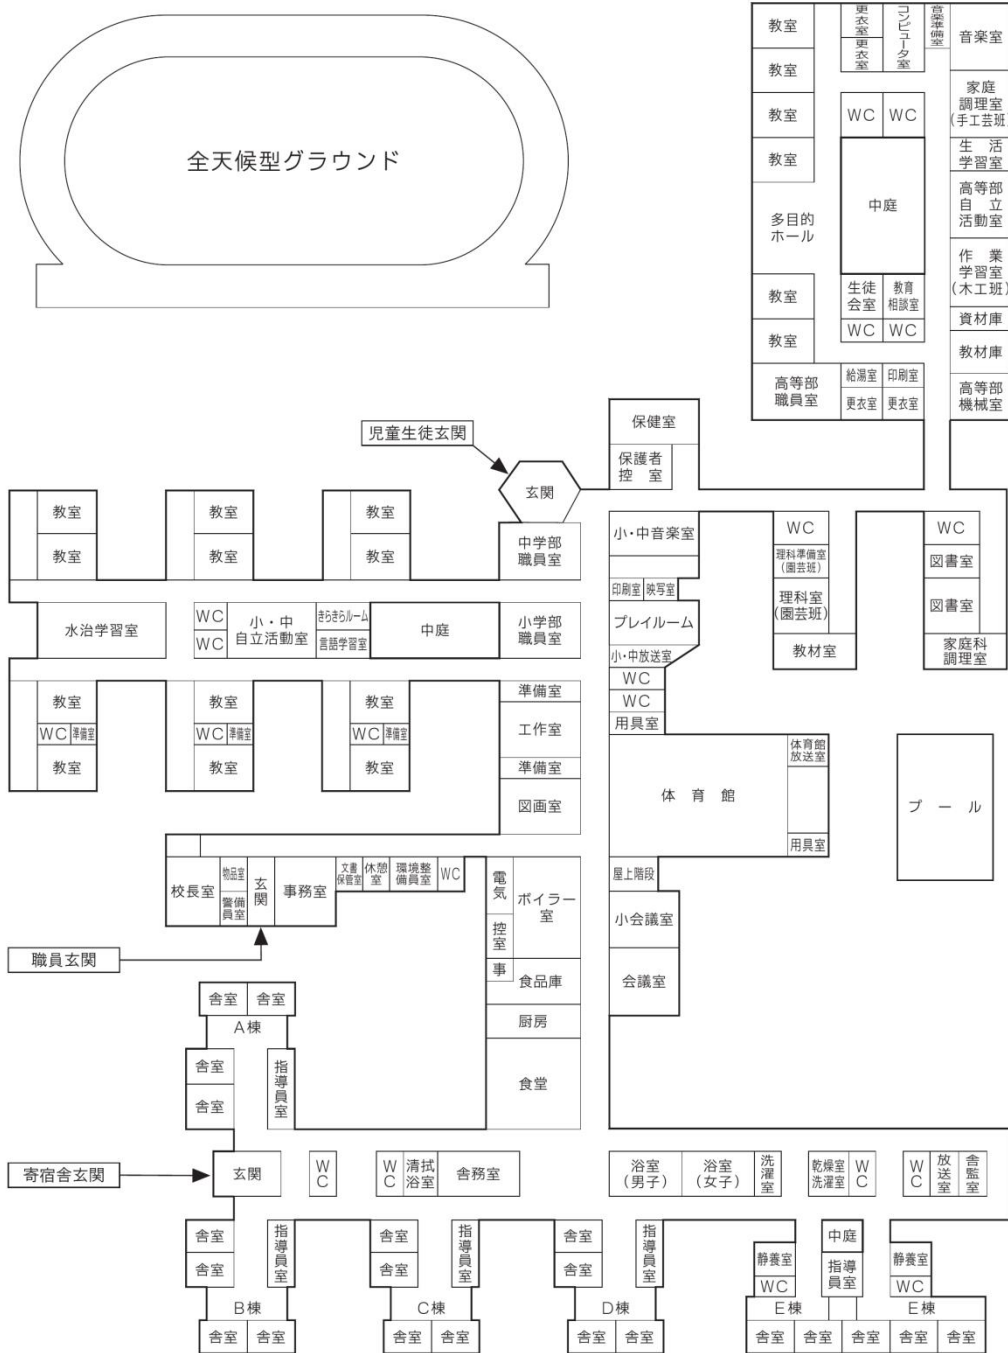 全天候型グラウンド
教室
教室
教室
教室
多目的
ホール
教室
教室
高等部
職員室
更衣室
更衣室
コンピュータ室
音楽準備室
音楽室
WC
WC
家庭
調理室
(手工芸班)
生活
学習室
中庭
高等部
自立
活動室
作業
学習室
(木工班)
生徒
会室
教育
相談室
資材庫
WC
WC
教材庫
給湯室
印刷室
更衣室
更衣室
高等部
機械室
児童生徒玄関
保健室
保護者
控室
玄関
教室
教室
教室
教室
教室
教室
中学部
職員室
小・中音楽室
WC
理科準備室
(園芸班)
理科室
(園芸班)
教材室
WC
図書室
図書室
家庭科
調理室
印刷室
映写室
プレイルーム
小・中放送室
WC
WC
用具室
水治学習室
WC
WC
小・中
自立活動室
きらきらルーム
言語学習室
中庭
小学部
職員室
教室
教室
教室
WC
準備室
WC
準備室
WC
準備室
教室
教室
教室
準備室
工作室
準備室
図画室
体育館
体育館
放送室
用具室
プール
校長室
物品室
警備
員室
玄関
事務室
文書
保管室
休憩
室
環境整
備員室
WC
電気
控室
事
ボイラー
室
食品庫
厨房
食堂
屋上階段
小会議室
会議室
職員玄関
舎室
舎室
A棟
舎室
舎室
指導員室
寄宿舎玄関
玄関
WC
WC
清拭
浴室
舎務室
浴室
(男子)
浴室
(女子)
洗濯室
乾燥室
洗濯室
WC
WC
放送室
舎監室
舎室
舎室
指導員室
B棟
舎室
舎室
舎室
舎室
指導員室
C棟
舎室
舎室
舎室
舎室
指導員室
D棟
舎室
舎室
静養室
WC
中庭
指導
員室
静養室
WC
E棟
E棟
舎室
舎室
舎室
舎室
舎室